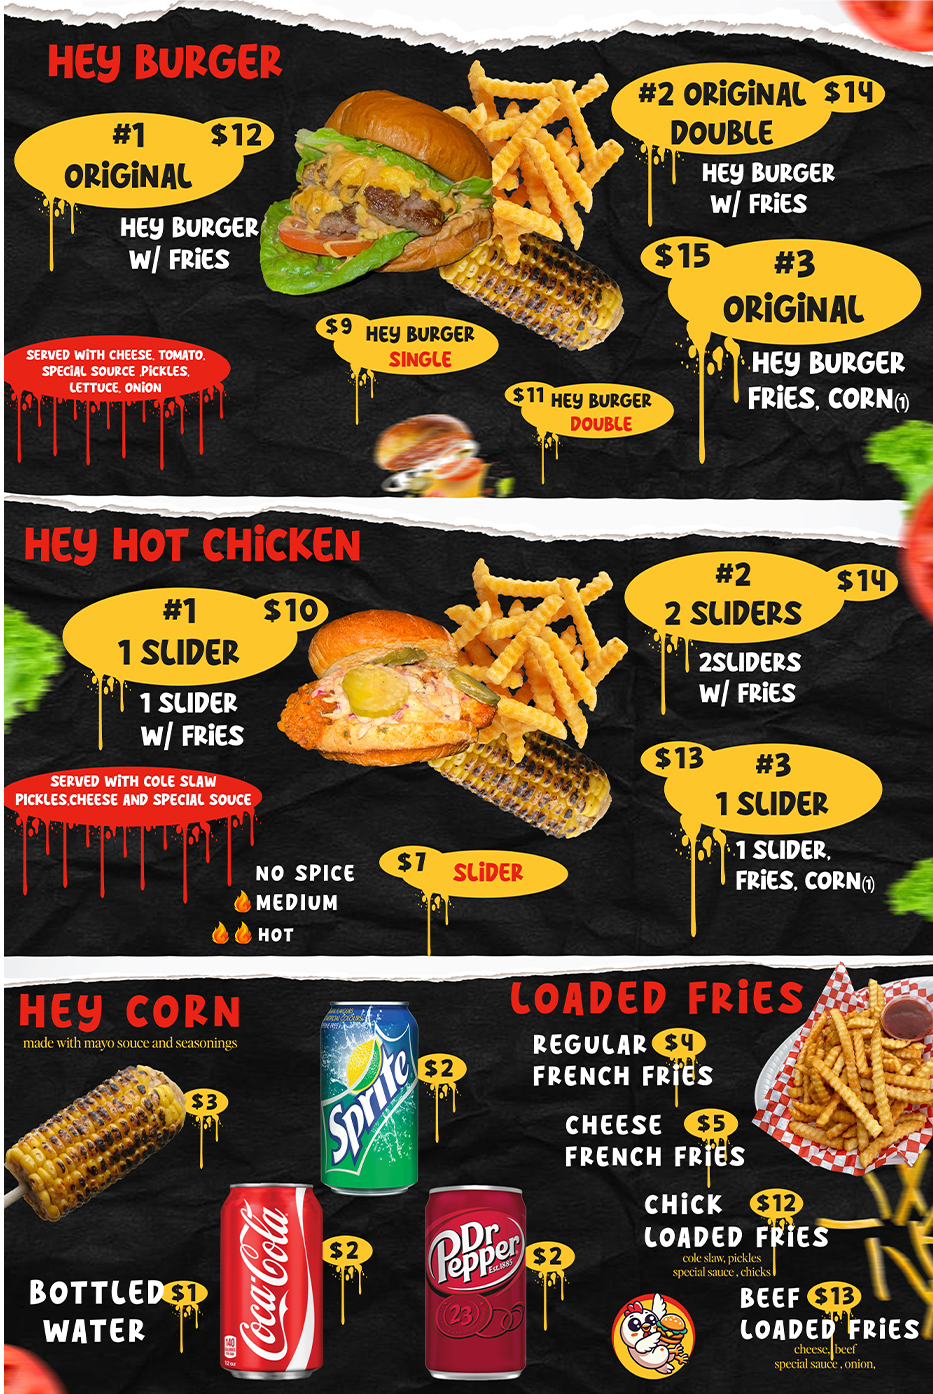 HEY BURGER
#1 $12
ORiGiNAL
HEY BURGER
W/ FRiES
#2 ORiGiNAL $14
DOUBLE
HEY BURGER
W/ FRiES
$15 #3
ORiGiNAL
HEY BURGER
FRiES, CORN(1)
SERVED WiTH CHEESE, TOMATO,
SPECiAL SOURCE ,PiCKLES,
LETTUCE, ONiON
$9 HEY BURGER
SiNGLE
$11 HEY BURGER
DOUBLE
HEY HOT CHiCKEN
#1 $10
1 SLiDER
1 SLiDER
W/ FRiES
#2 $14
2 SLiDERS
2SLiDERS
W/ FRiES
$13 #3
1 SLiDER
1 SLiDER,
FRiES, CORN(1)
SERVED WiTH COLE SLAW
PiCKLES,CHEESE AND SPECiAL SOUCE
NO SPICE
MEDIUM
HOT
$7 SLiDER
HEY CORN
made with mayo souce and seasonings
$3
Sprite
$2
Coca-Cola
140
12 oz
$2
Dr
Pepper
Est.1885
23
$2
BOTTLED $1
WATER
LOADED FRiES
REGULAR $4
FRENCH FRiES
CHEESE $5
FRENCH FRiES
CHiCK $12
LOADED FRiES
cole slaw, pickles
special sauce , chicks
BEEF $13
LOADED FRiES
cheese, beef
special sauce , onion,